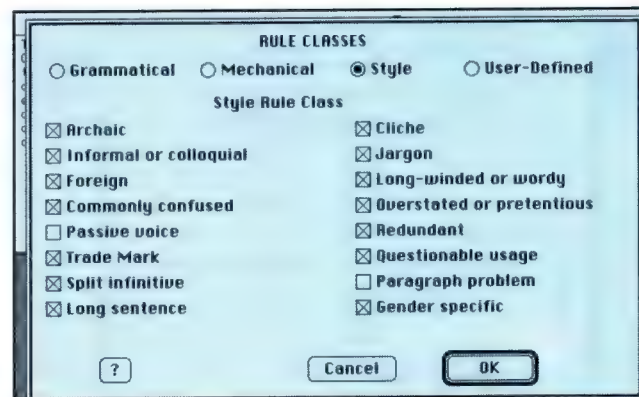 RULE CLASSES
Grammatical Mechanical Style User-Defined
Style Rule Class
Archaic Cliche
Informal or colloquial Jargon
Foreign Long-winded or wordy
Commonly confused Overstated or pretentious
Passive voice Redundant
Trade Mark Questionable usage
Split infinitive Paragraph problem
Long sentence Gender specific
? Cancel OK